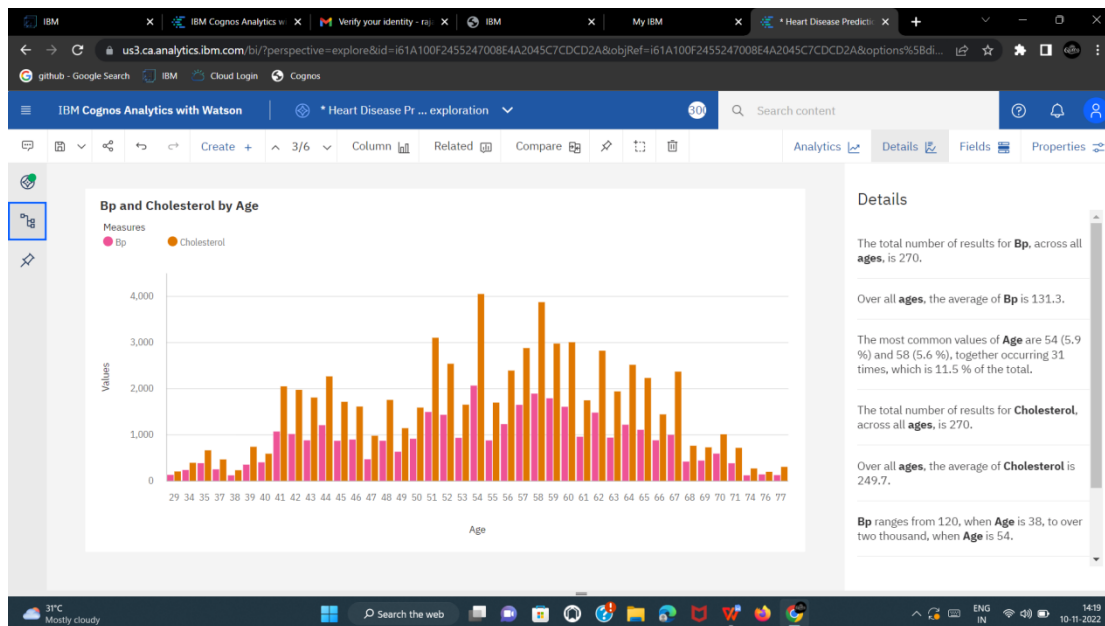 IBM
IBM Cognos Analytics wi
Verify your identity - raj
IBM
My IBM
* Heart Disease Predictic
us3.ca.analytics.ibm.com/bi/?perspective=explore&id=i61A100F2455247008E4A2045C7CDCD2A&objRef=i61A100F2455247008E4A2045C7CDCD2A&options%5Bdi...
github - Google Search IBM Cloud Login Cognos
IBM Cognos Analytics with Watson
* Heart Disease Pr ... exploration
Search content
Create + 3/6 Column Related Compare
Analytics Details Fields Properties
Bp and Cholesterol by Age
Measures
Bp Cholesterol
4,000
3,000
2,000
1,000
0
Values
29 34 35 37 38 39 40 41 42 43 44 45 46 47 48 49 50 51 52 53 54 55 56 57 58 59 60 61 62 63 64 65 66 67 68 69 70 71 74 76 77
Age
Details
The total number of results for Bp, across all
ages, is 270.
Over all ages, the average of Bp is 131.3.
The most common values of Age are 54 (5.9
%) and 58 (5.6 %), together occurring 31
times, which is 11.5 % of the total.
The total number of results for Cholesterol,
across all ages, is 270.
Over all ages, the average of Cholesterol is
249.7.
Bp ranges from 120, when Age is 38, to over
two thousand, when Age is 54.
31°C
Mostly cloudy
Search the web
ENG
IN
14:19
10-11-2022